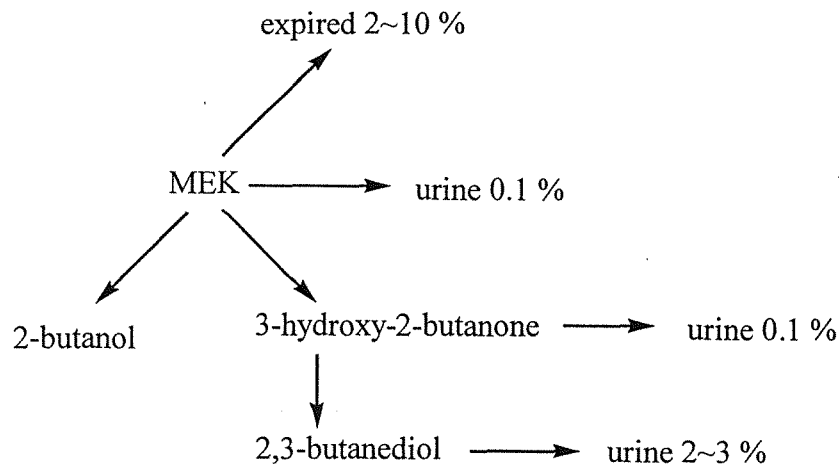 expired 2~10 %
MEK
urine 0.1 %
2-butanol
3-hydroxy-2-butanone
urine 0.1 %
2,3-butanediol
urine 2~3 %